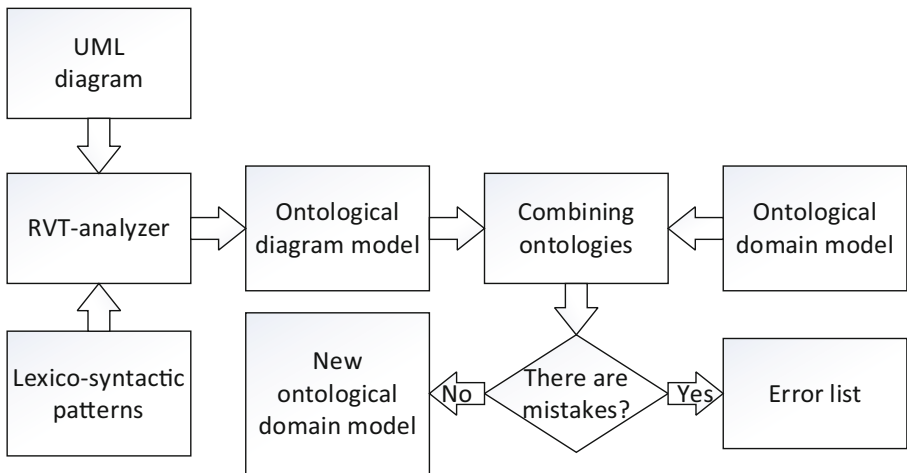 UML
diagram
RVT-analyzer
Ontological
diagram model
Combining
ontologies
Ontological
domain model
Lexico-syntactic
patterns
New
ontological
domain model
No
There are
mistakes?
Yes
Error list